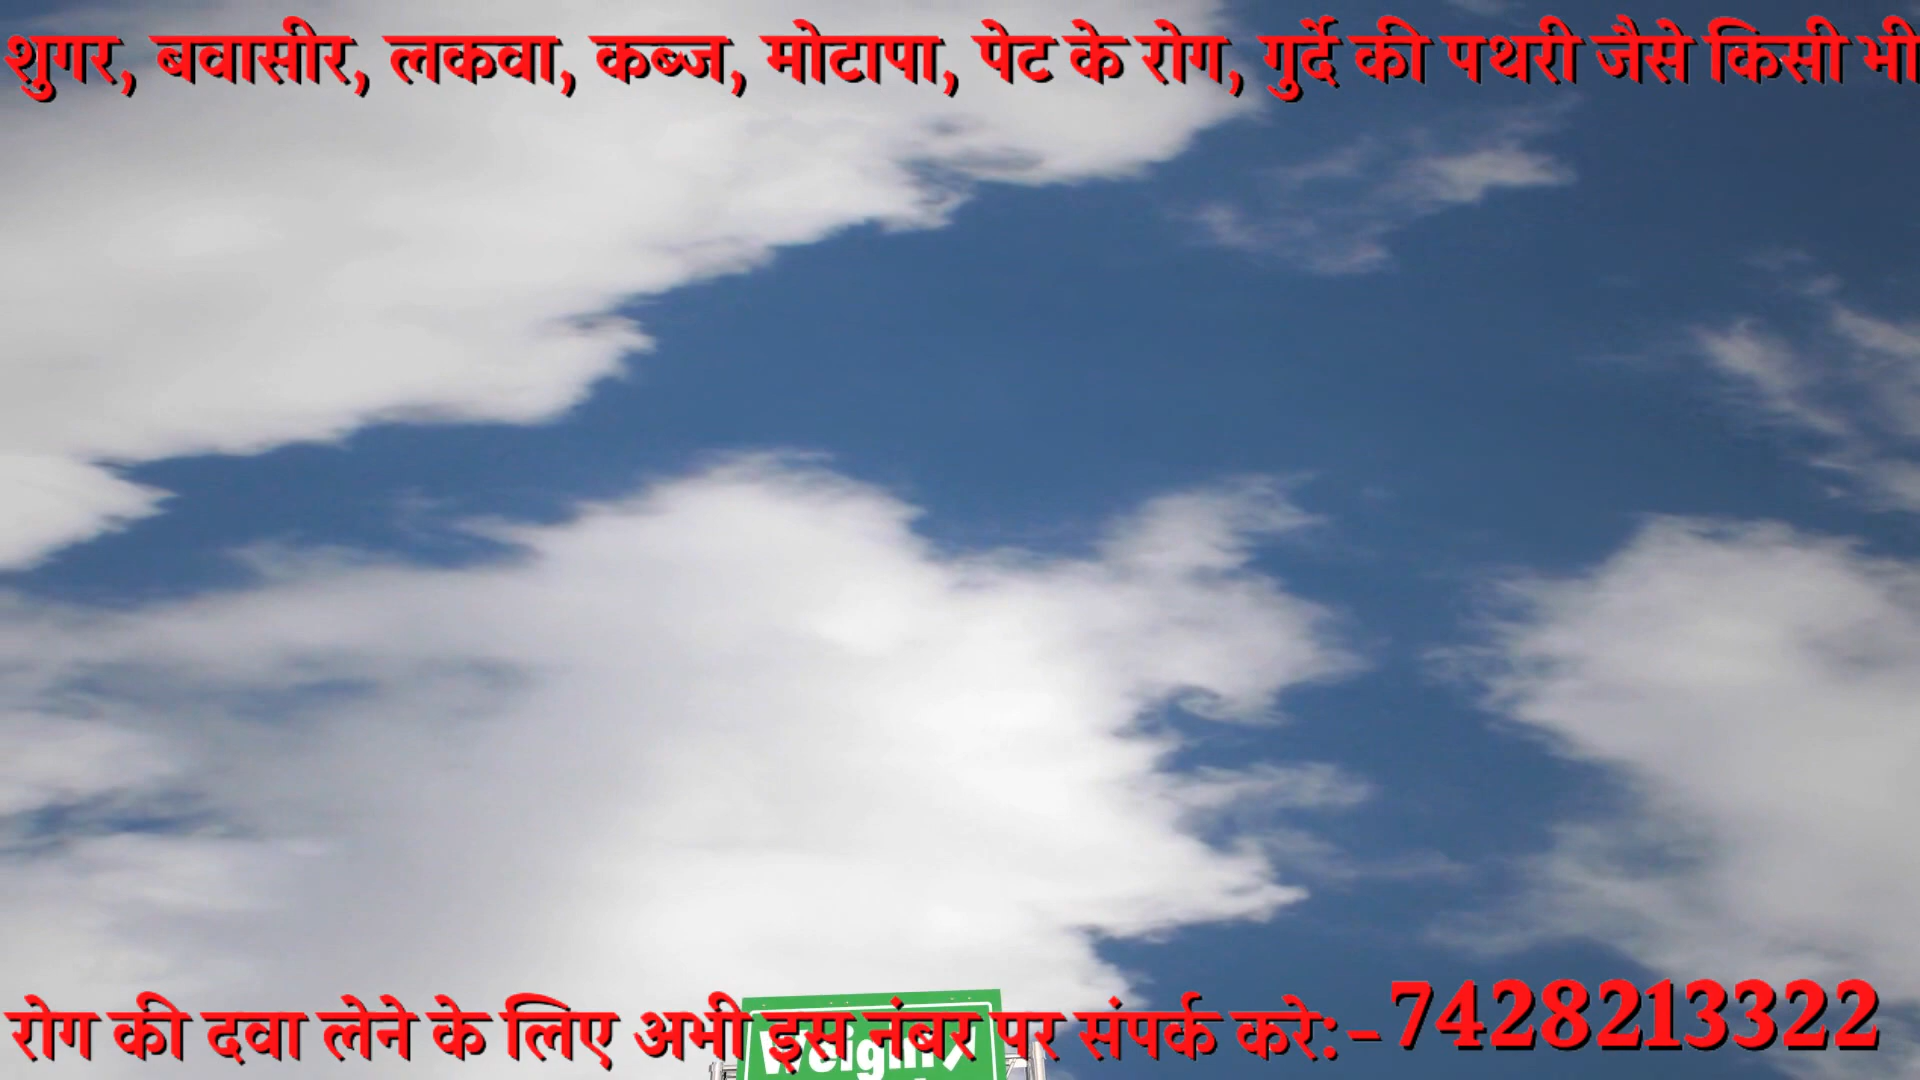 शुगर, बवासीर, लकवा, कब्ज, मोटापा, पेट के रोग, गुर्दे की पथरी जैसे किसी भी
रोग की दवा लेने के लिए अभी इस नंबर पर संपर्क करे:-7428213322